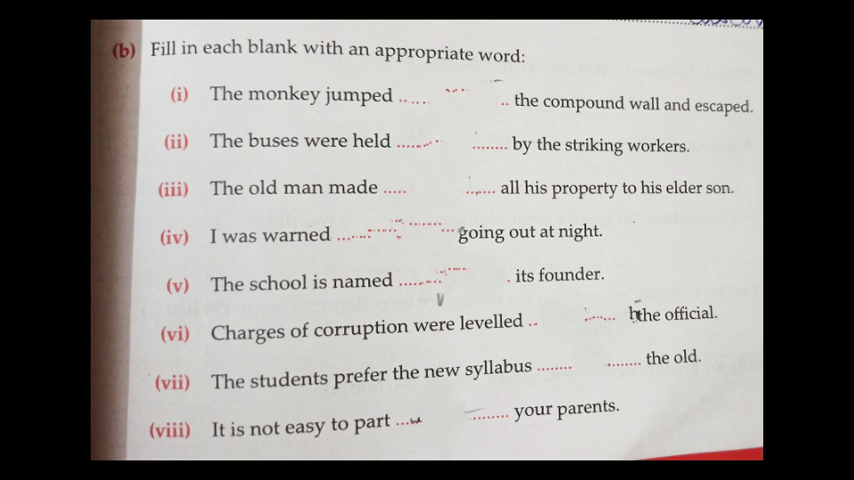 (b) Fill in each blank with an appropriate word:
(i) The monkey jumped ..... ... .. the compound wall and escaped.
(ii) The buses were held ........ ........ by the striking workers.
(iii) The old man made ..... ...... all his property to his elder son.
(iv) I was warned ........................ going out at night.
(v) The school is named .............. . its founder.
(vi) Charges of corruption were levelled .. ....... the official.
(vii) The students prefer the new syllabus ........ ........ the old.
(viii) It is not easy to part .... ......... your parents.